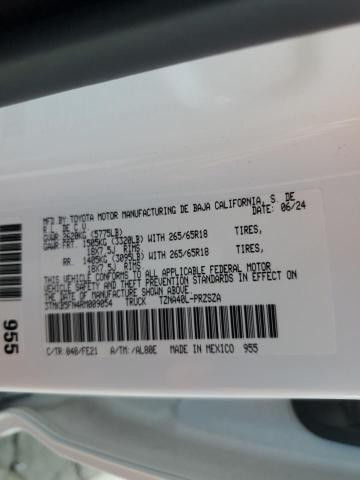 MFD.BY:TOYOTA MOTOR MANUFACTURING DE BAJA CALIFORNIA, S. DE
R.L. DE C.V. DATE: 06/24
GVWR 2620KG (5775LB)
GAWR FRT. 1505KG (3320LB) WITH 265/65R18 TIRES,
18X7.5J RIMS
RR. 1405KG (3095LB) WITH 265/65R18 TIRES,
18X7.5J RIMS
THIS VEHICLE CONFORMS TO ALL APPLICABLE FEDERAL MOTOR
VEHICLE SAFETY STANDARDS IN EFFECT ON THE DATE OF
MANUFACTURE SHOWN ABOVE.
TRUCK TZNA40L-PRZSZA
C/TR:040/FE21 A/TM:/AL80E MADE IN MEXICO 955
955